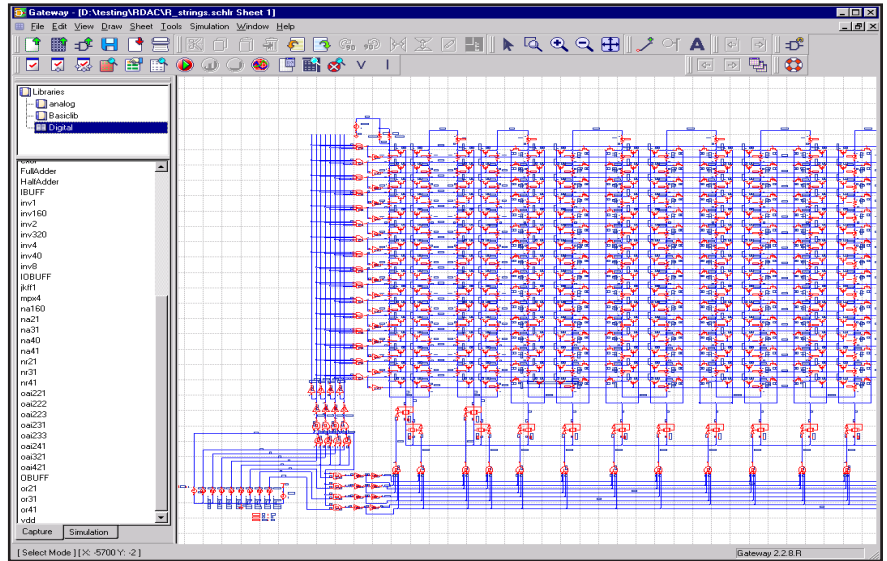 Gateway - [D:\testing\RDAC\R_strings.schlr Sheet 1]
File Edit View Draw Sheet Tools Simulation Window Help
A
V I
Libraries
analog
Basiclib
Digital
FullAdder
HalfAdder
IBUFF
inv1
inv160
inv2
inv320
inv4
inv40
inv8
IOBUFF
jkff1
mpx4
na160
na21
na31
na40
na41
nr21
nr31
nr41
oai221
oai222
oai223
oai231
oai233
oai241
oai321
oai421
OBUFF
or21
or31
or41
vdd
Capture Simulation
[ Select Mode ] [ X: -5700 Y: -2 ]
Gateway 2.2.8.R